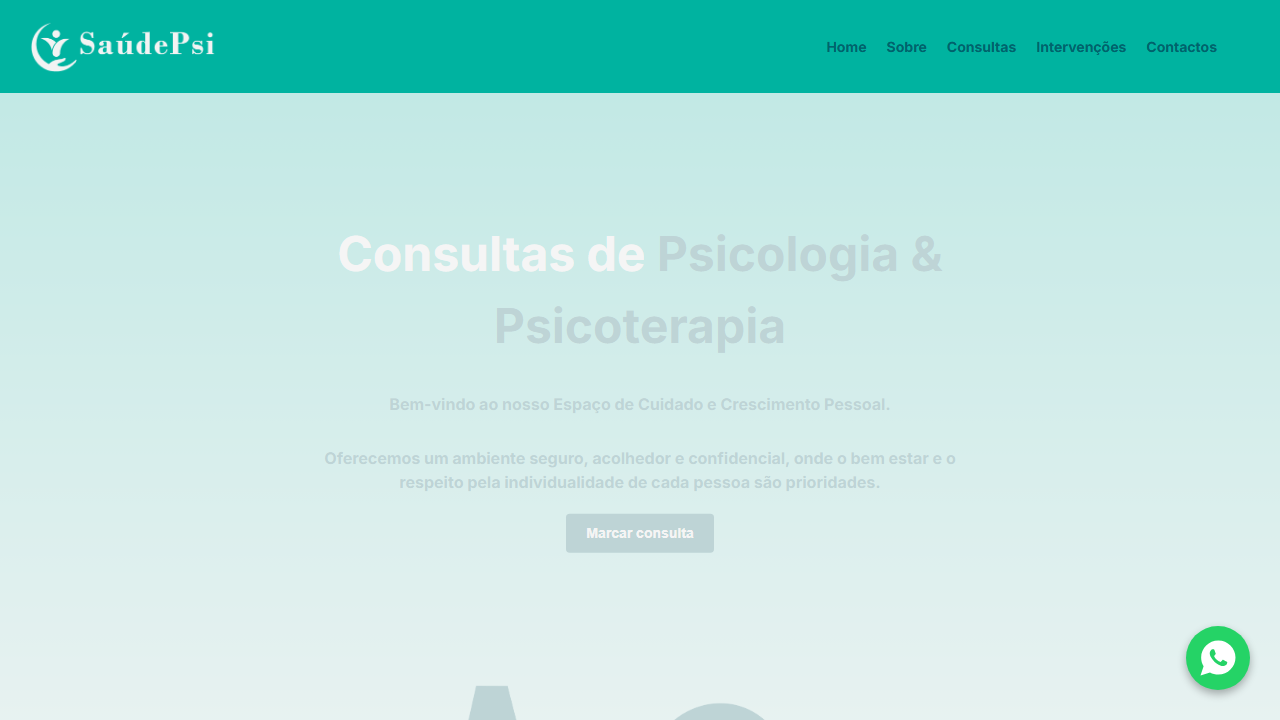 SaúdePsi
Home Sobre Consultas Intervenções Contactos
Consultas de Psicologia &
Psicoterapia
Bem-vindo ao nosso Espaço de Cuidado e Crescimento Pessoal.
Oferecemos um ambiente seguro, acolhedor e confidencial, onde o bem estar e o
respeito pela individualidade de cada pessoa são prioridades.
Marcar consulta